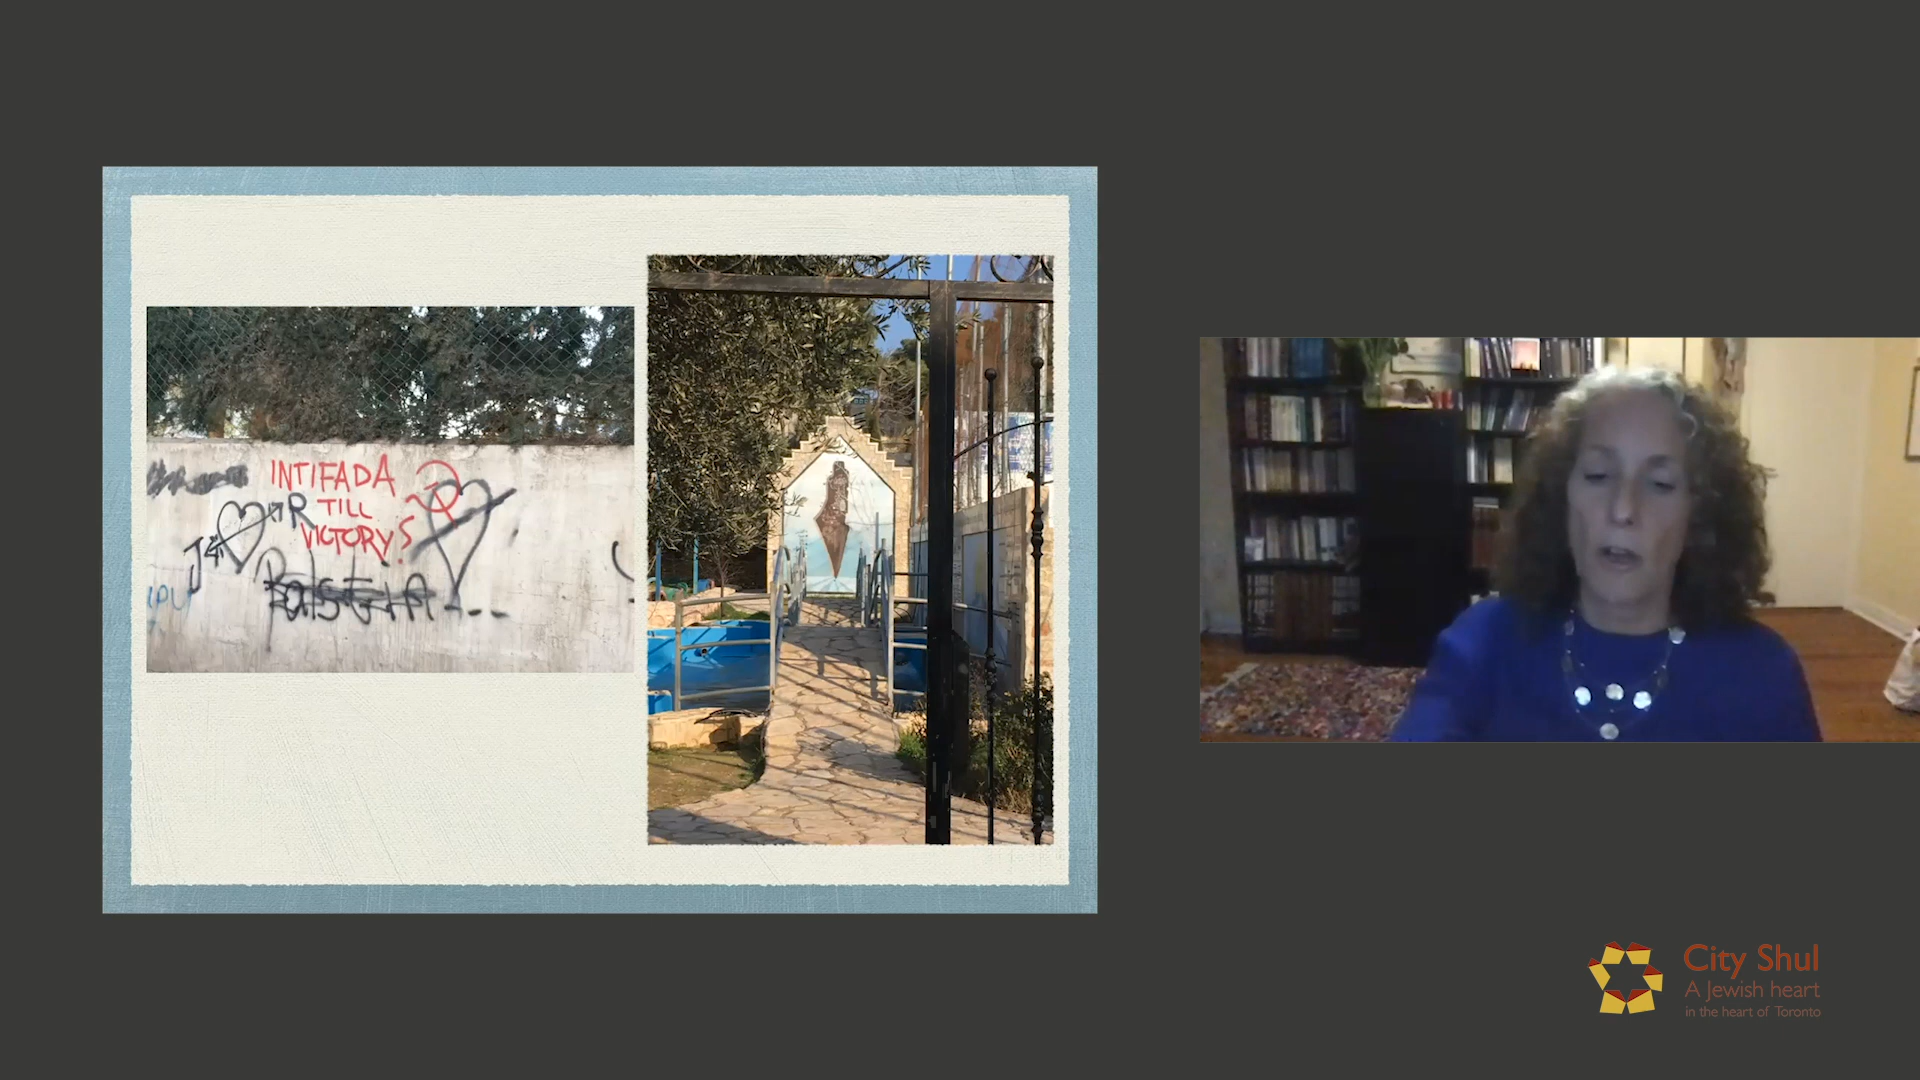 INTIFADA
TILL
VICTORY
J
R
S
City Shul
A Jewish heart
in the heart of Toronto